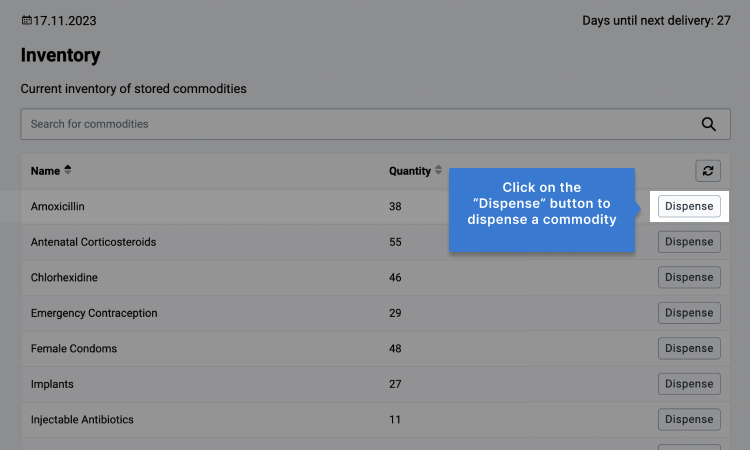 17.11.2023 Days until next delivery: 27
Inventory
Current inventory of stored commodities
Search for commodities
Name Quantity
Click on the
“Dispense” button to
dispense a commodity
Amoxicillin 38 Dispense
Antenatal Corticosteroids 55 Dispense
Chlorhexidine 46 Dispense
Emergency Contraception 29 Dispense
Female Condoms 48 Dispense
Implants 27 Dispense
Injectable Antibiotics 11 Dispense